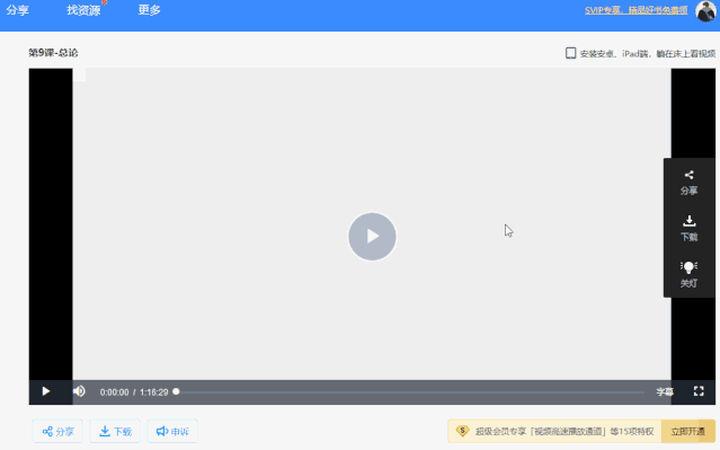 分享 找资源 更多 SVIP专享，精品好书免费领
第9课-总论 安装安卓、iPad端，躺在床上看视频
分享
下载
关灯
0:00:00 / 1:16:29 字幕
分享 下载 申诉 超级会员专享「视频高速播放通道」等15项特权 立即开通